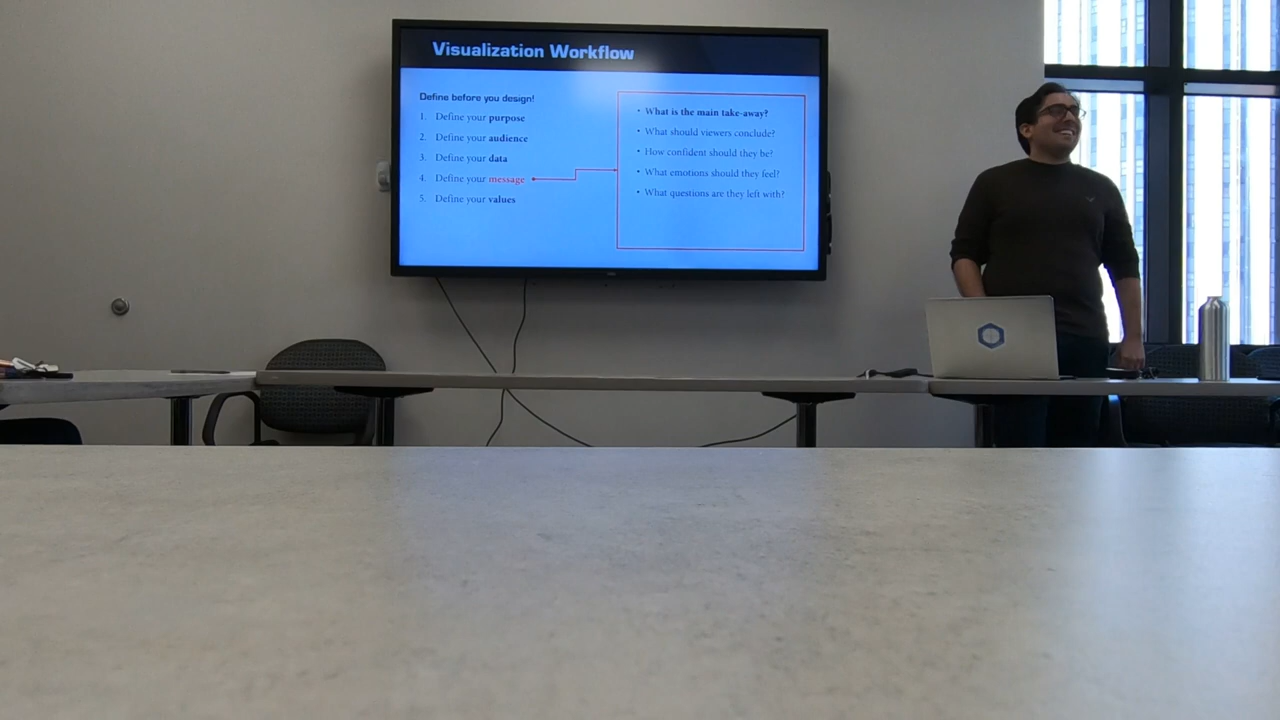 Visualization Workflow
Define before you design!
1. Define your purpose
2. Define your audience
3. Define your data
4. Define your message
5. Define your values
• What is the main take-away?
• What should viewers conclude?
• How confident should they be?
• What emotions should they feel?
• What questions are they left with?